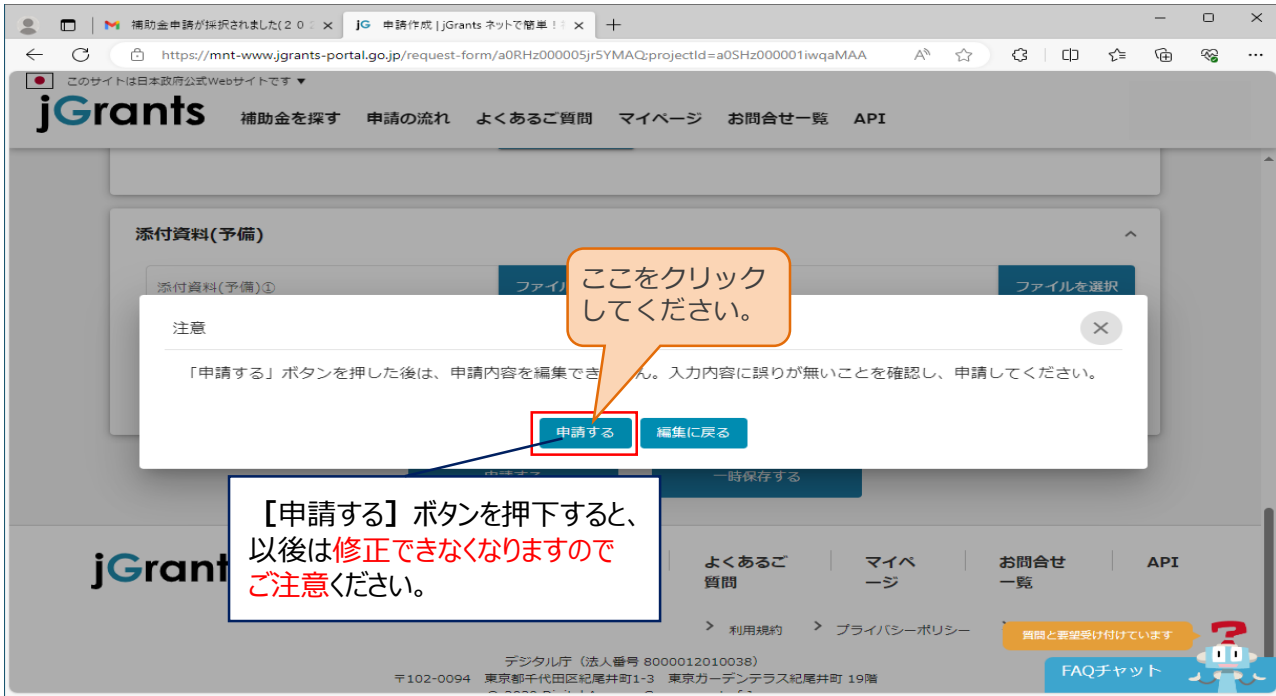 補助金申請が採択されました(202
jG 申請作成 | jGrants ネットで簡単!
https://mnt-www.jgrants-portal.go.jp/request-form/a0RHz000005jr5YMAQ;projectId=a0SHz000001iwqaMAA
このサイトは日本政府公式Webサイトです ▼
jGrants 補助金を探す 申請の流れ よくあるご質問 マイページ お問合せ一覧 API
添付資料(予備)
添付資料(予備)①
ファイル
ファイルを選択
ここをクリック
してください。
注意
「申請する」ボタンを押した後は、申請内容を編集でき
ん。入力内容に誤りが無いことを確認し、申請してください。
申請する 編集に戻る
申請する 一時保存する
【申請する】ボタンを押下すると、
以後は修正できなくなりますので
ご注意ください。
jGrant
よくあるご
質問
マイペ
ージ
お問合せ
一覧
API
> 利用規約 > プライバシーポリシー >
質問と要望受け付けています
FAQチャット
デジタル庁(法人番号 8000012010038)
〒102-0094 東京都千代田区紀尾井町1-3 東京ガーデンテラス紀尾井町 19階